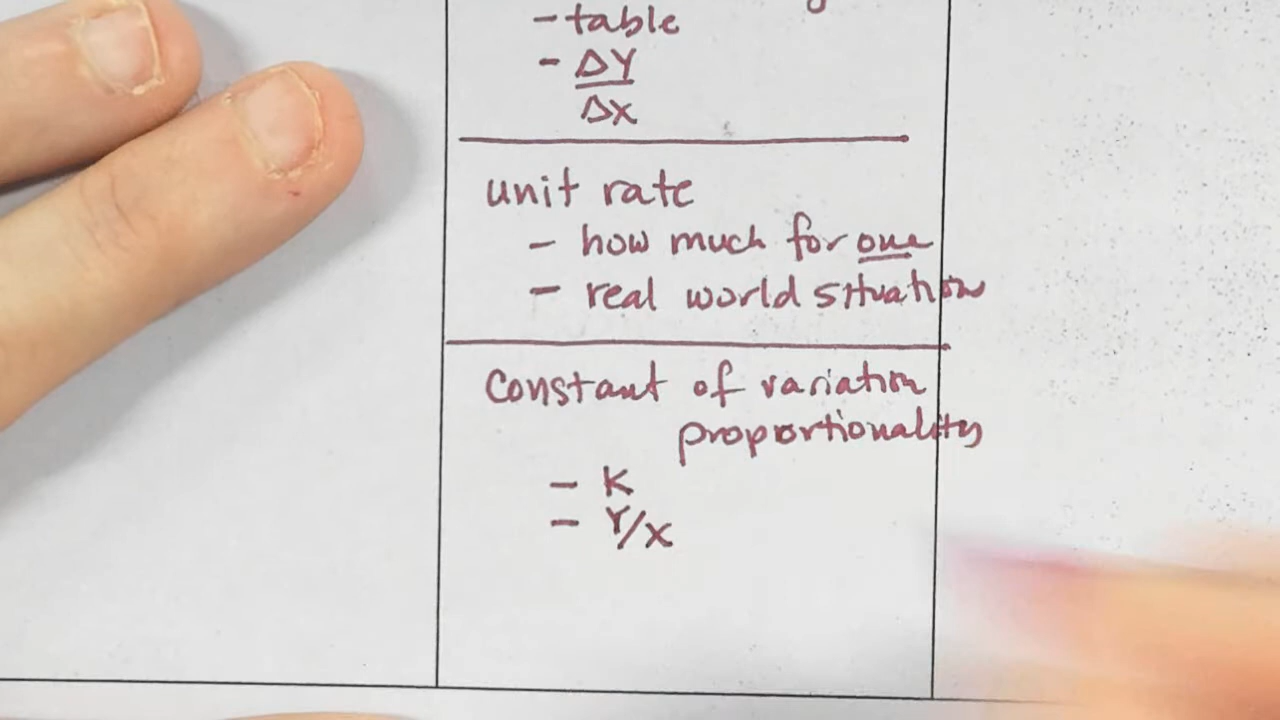 - table
- ΔY
ΔX
unit rate
- how much for one
- real world situation
constant of variation
proportionality
- K
- Y/X